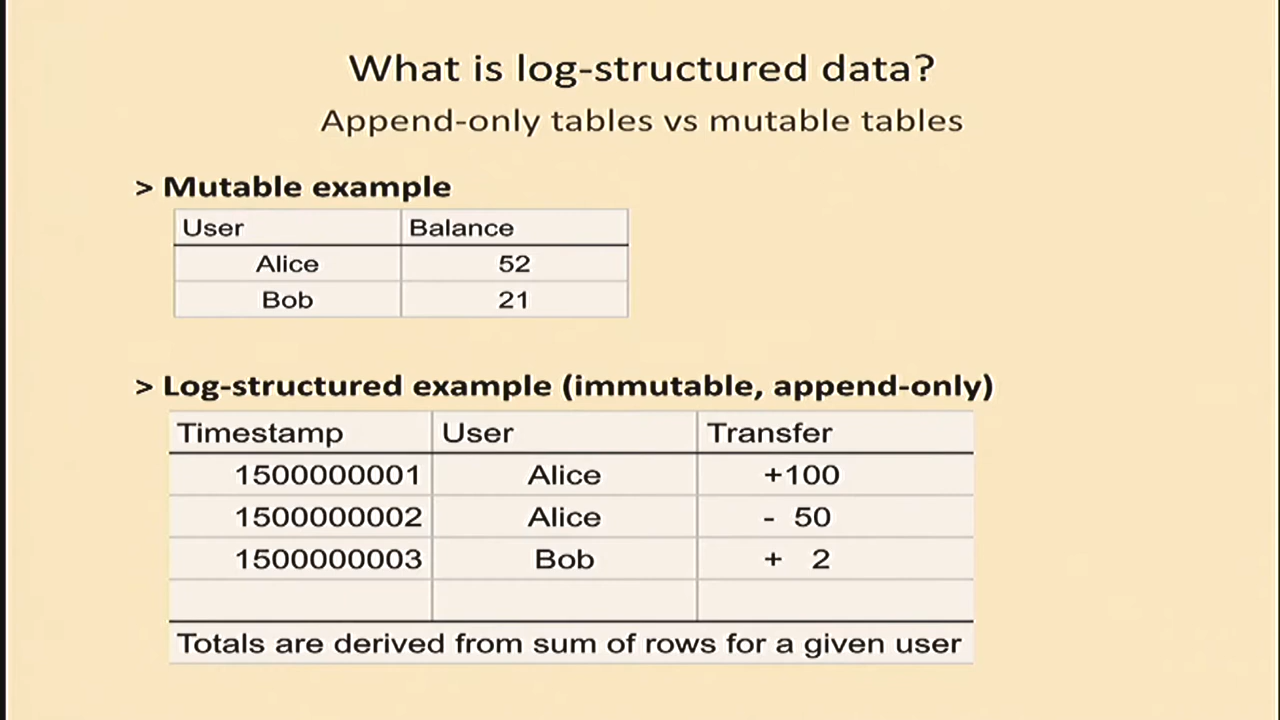 What is log-structured data?
Append-only tables vs mutable tables
> Mutable example
User Balance
Alice 52
Bob 21
> Log-structured example (immutable, append-only)
Timestamp User Transfer
1500000001 Alice +100
1500000002 Alice - 50
1500000003 Bob + 2
Totals are derived from sum of rows for a given user